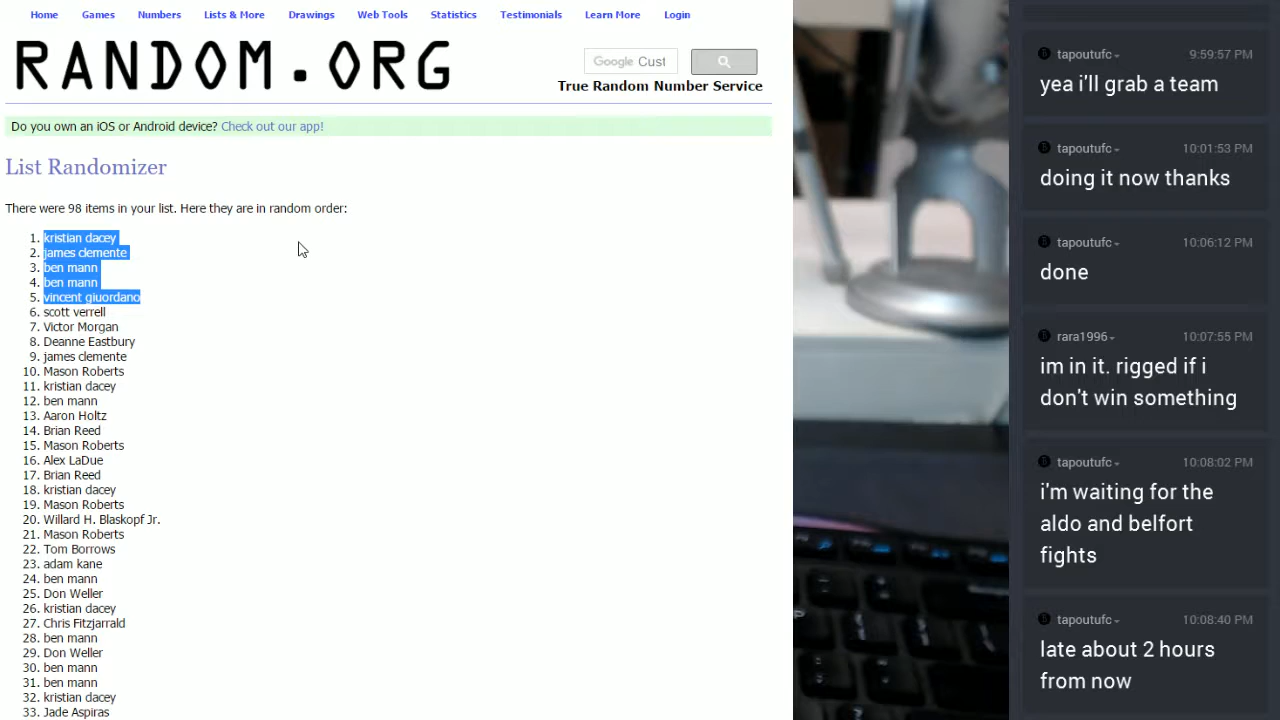 Home Games Numbers Lists & More Drawings Web Tools Statistics Testimonials Learn More Login
RANDOM.ORG
Google Cust
True Random Number Service
Do you own an iOS or Android device? Check out our app!
List Randomizer
There were 98 items in your list. Here they are in random order:
1. kristian dacey
2. james clemente
3. ben mann
4. ben mann
5. vincent giuordano
6. scott verrell
7. Victor Morgan
8. Deanne Eastbury
9. james clemente
10. Mason Roberts
11. kristian dacey
12. ben mann
13. Aaron Holtz
14. Brian Reed
15. Mason Roberts
16. Alex LaDue
17. Brian Reed
18. kristian dacey
19. Mason Roberts
20. Willard H. Blaskopf Jr.
21. Mason Roberts
22. Tom Borrows
23. adam kane
24. ben mann
25. Don Weller
26. kristian dacey
27. Chris Fitzjarrald
28. ben mann
29. Don Weller
30. ben mann
31. ben mann
32. kristian dacey
33. Jade Aspiras
tapoutufc 9:59:57 PM
yea i'll grab a team
tapoutufc 10:01:53 PM
doing it now thanks
tapoutufc 10:06:12 PM
done
rara1996 10:07:55 PM
im in it. rigged if i
don't win something
tapoutufc 10:08:02 PM
i'm waiting for the
aldo and belfort
fights
tapoutufc 10:08:40 PM
late about 2 hours
from now